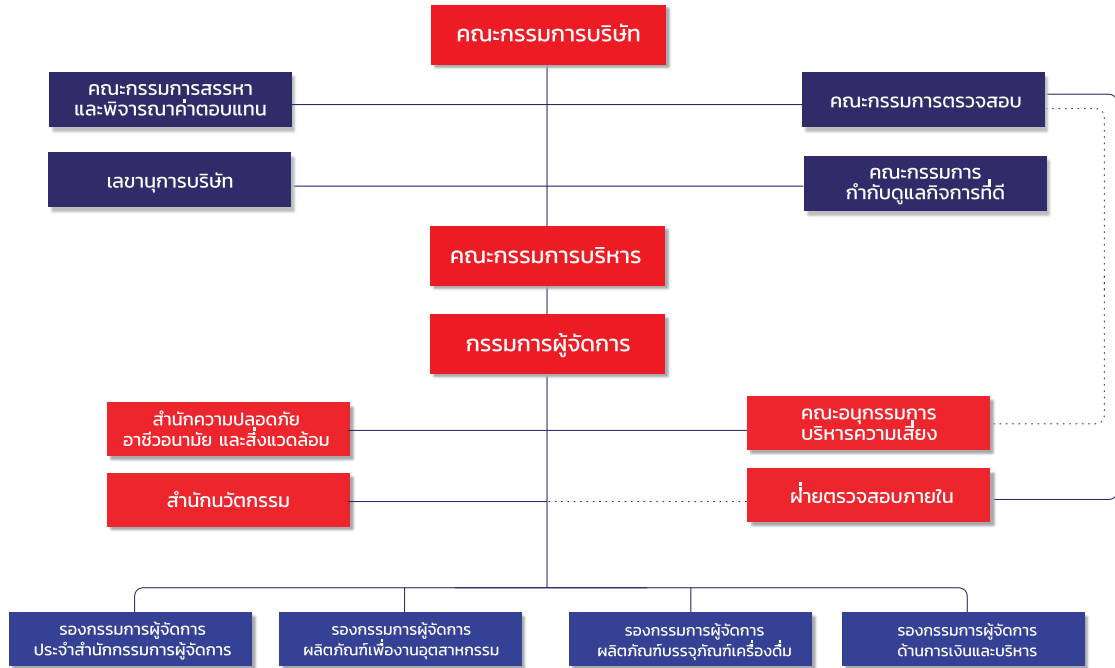 คณะกรรมการบริษัท
คณะกรรมการสรรหา
และพิจารณาค่าตอบแทน
คณะกรรมการตรวจสอบ
เลขานุการบริษัท
คณะกรรมการ
กำกับดูแลกิจการที่ดี
คณะกรรมการบริหาร
กรรมการผู้จัดการ
สำนักความปลอดภัย
อาชีวอนามัย และสิ่งแวดล้อม
คณะอนุกรรมการ
บริหารความเสี่ยง
สำนักนวัตกรรม
ฝ่ายตรวจสอบภายใน
รองกรรมการผู้จัดการ
ประจำสำนักกรรมการผู้จัดการ
รองกรรมการผู้จัดการ
ผลิตภัณฑ์เพื่องานอุตสาหกรรม
รองกรรมการผู้จัดการ
ผลิตภัณฑ์บรรจุภัณฑ์เครื่องดื่ม
รองกรรมการผู้จัดการ
ด้านการเงินและบริหาร